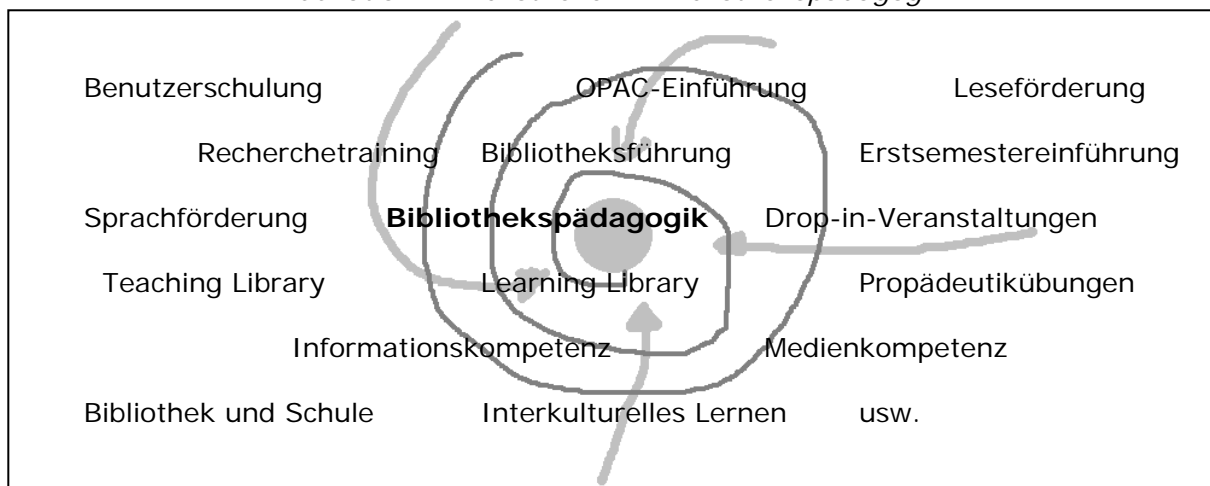 Benutzerschulung OPAC-Einführung Leseförderung
Recherchetraining Bibliotheksführung Erstsemestereinführung
Sprachförderung Bibliothekspädagogik Drop-in-Veranstaltungen
Teaching Library Learning Library Propädeutikübungen
Informationskompetenz Medienkompetenz
Bibliothek und Schule Interkulturelles Lernen usw.